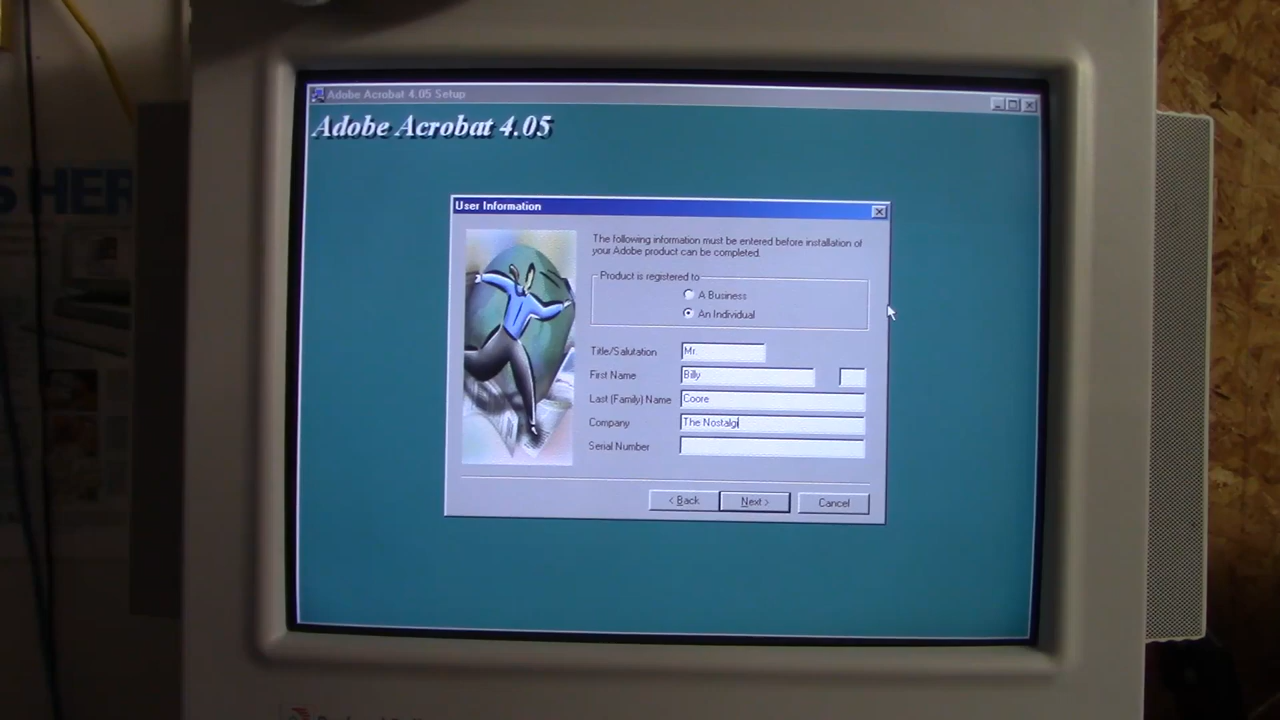 S HER
Adobe Acrobat 4.05 Setup
Adobe Acrobat 4.05
User Information
The following information must be entered before installation of
your Adobe product can be completed.
Product is registered to
A Business
An Individual
Title/Salutation Mr.
First Name Billy
Last (Family) Name Coore
Company The Nostalgi
Serial Number
< Back Next > Cancel